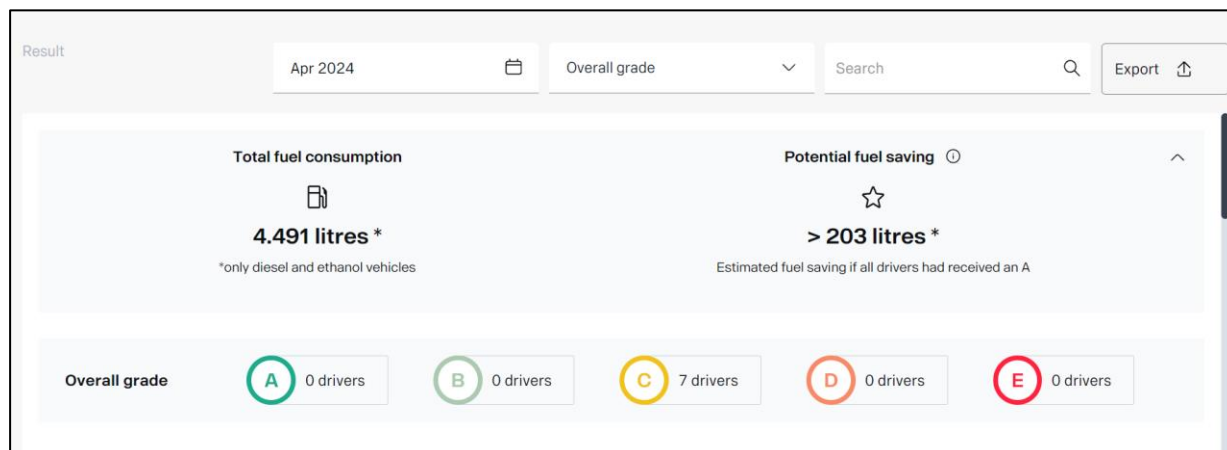 Result
Apr 2024
Overall grade
Search
Export
Total fuel consumption
Potential fuel saving
4.491 litres *
> 203 litres *
*only diesel and ethanol vehicles
Estimated fuel saving if all drivers had received an A
Overall grade
A 0 drivers
B 0 drivers
C 7 drivers
D 0 drivers
E 0 drivers